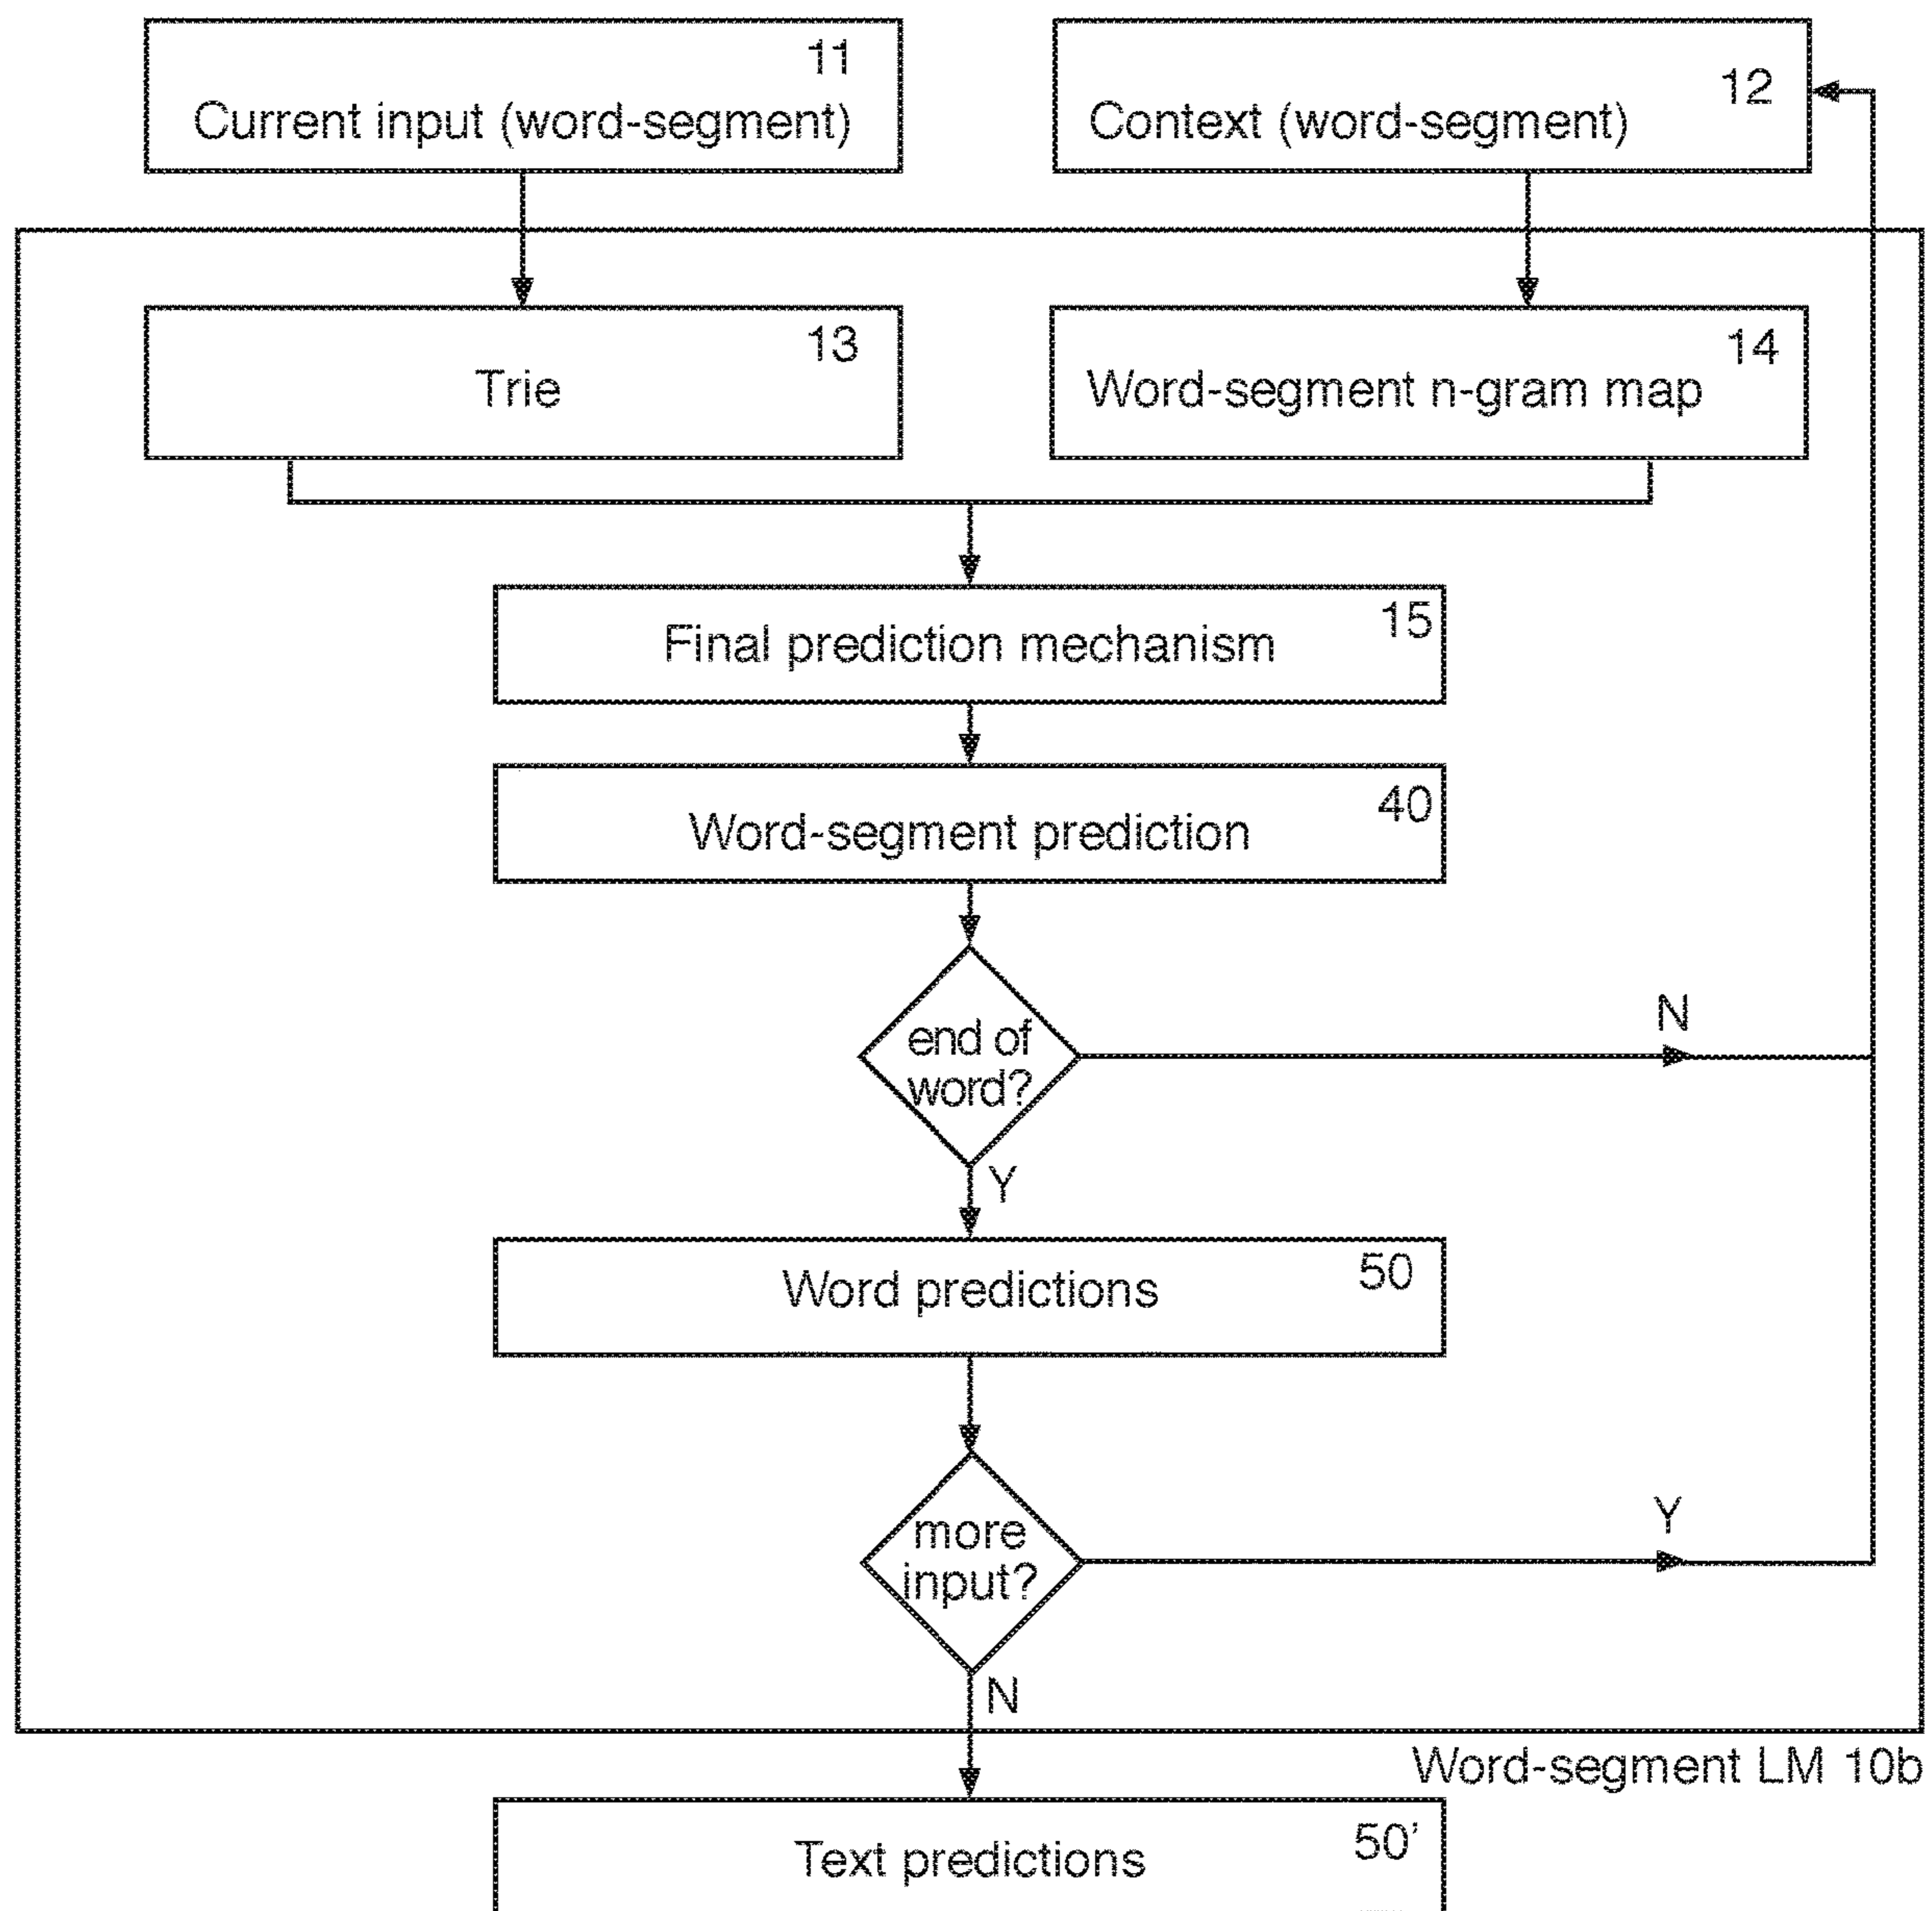 11
Current input (word-segment)
12
Context (word-segment)
13
Trie
14
Word-segment n-gram map
15
Final prediction mechanism
40
Word-segment prediction
end of
word?
N
Y
50
Word predictions
more
input?
Y
N
Word-segment LM 10b
50'
Text predictions